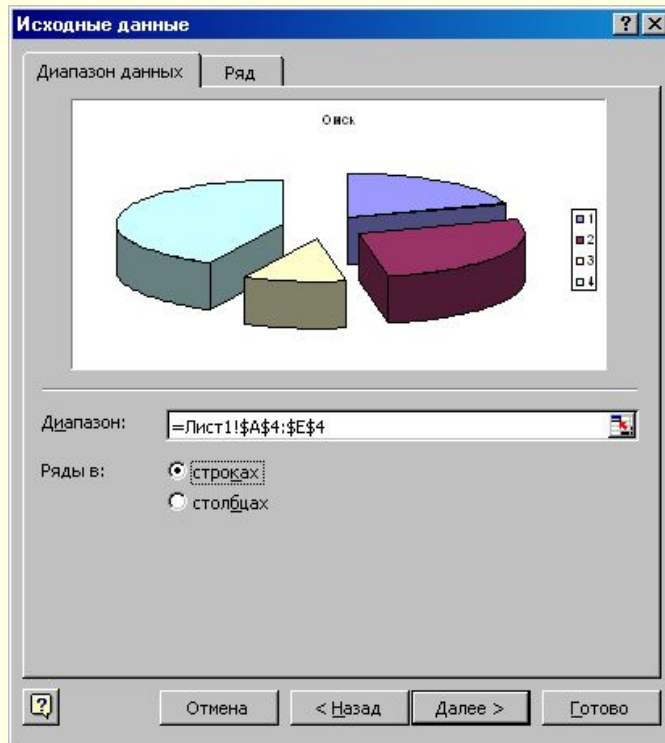 Исходные данные
Диапазон данных
Ряд
Омск
1
2
3
4
Диапазон:
=Лист1!$A$4:$E$4
Ряды в:
строках
столбцах
Отмена
< Назад
Далее >
Готово